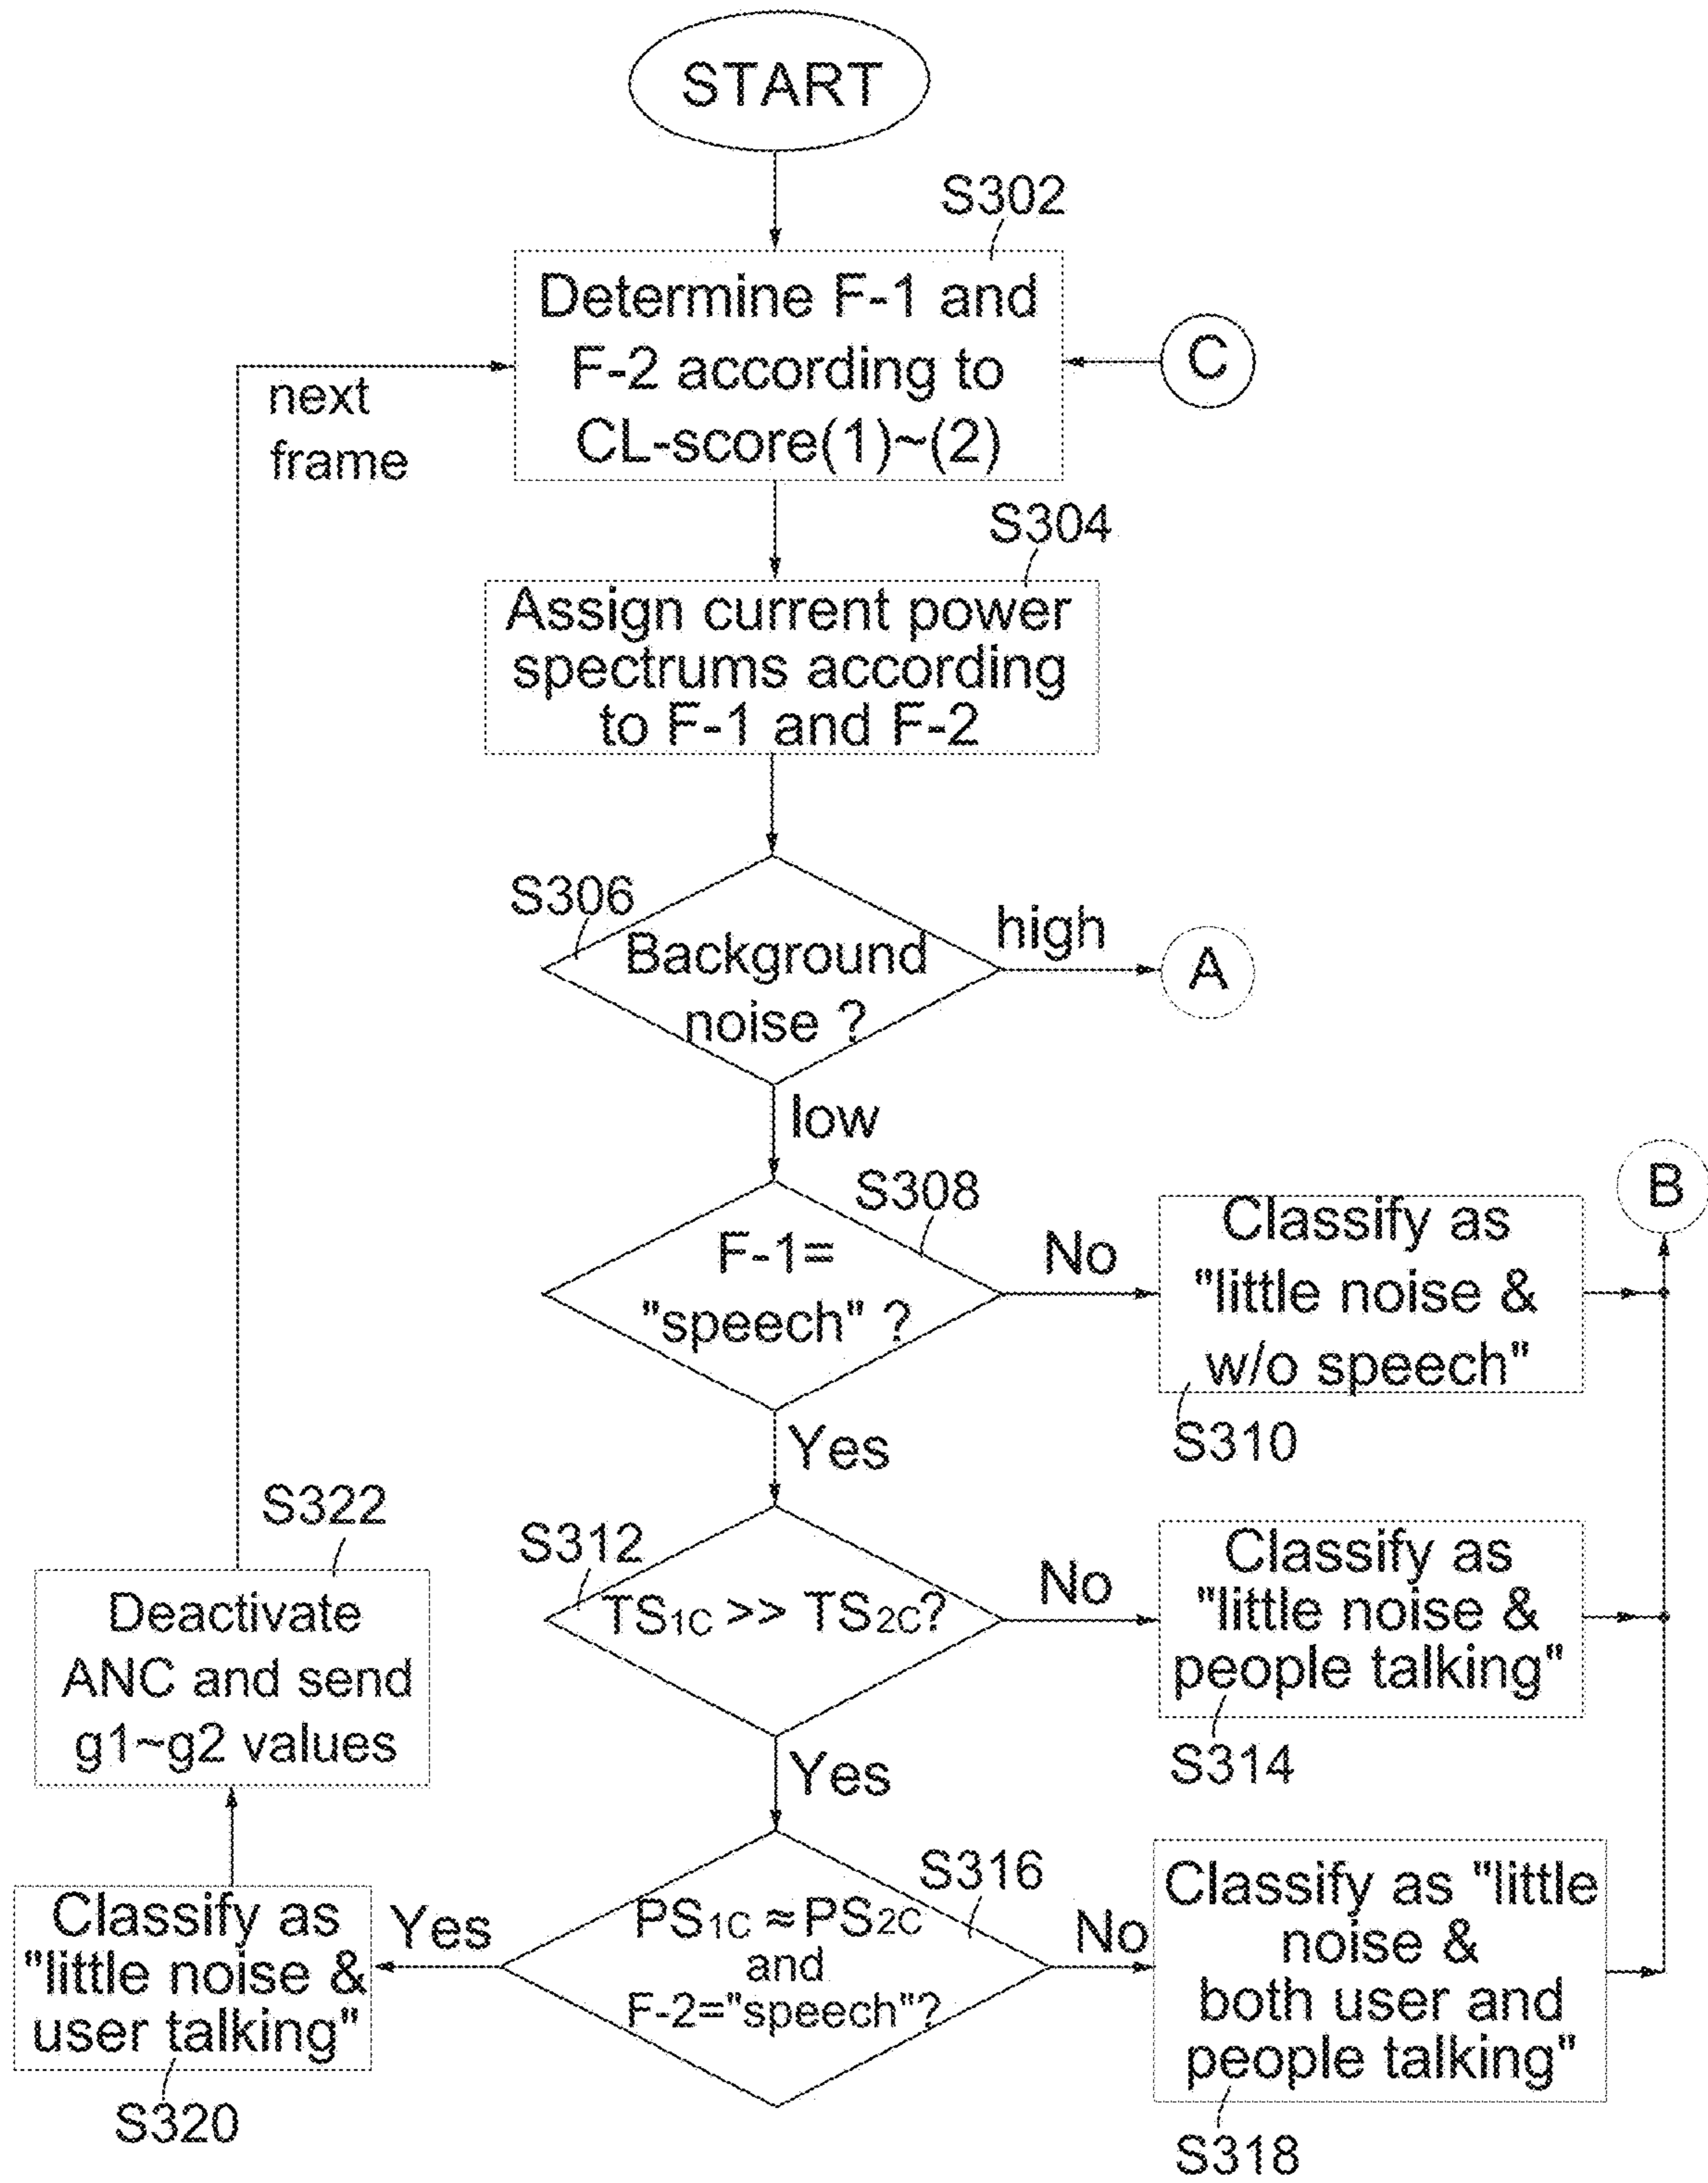 START
S302
Determine F-1 and
F-2 according to
CL-score(1)~(2)
C
next
frame
S304
Assign current power
spectrums according
to F-1 and F-2
S306
Background
noise ?
high
A
low
B
S308
F-1=
"speech" ?
No
Classify as
"little noise &
w/o speech"
S310
Yes
S312
TS1C >> TS2C?
No
Classify as
"little noise &
people talking"
S314
Yes
S322
Deactivate
ANC and send
g1~g2 values
S316
PS1C ≈ PS2C
and
F-2="speech"?
No
Classify as "little
noise &
both user and
people talking"
S318
Yes
Classify as
"little noise &
user talking"
S320